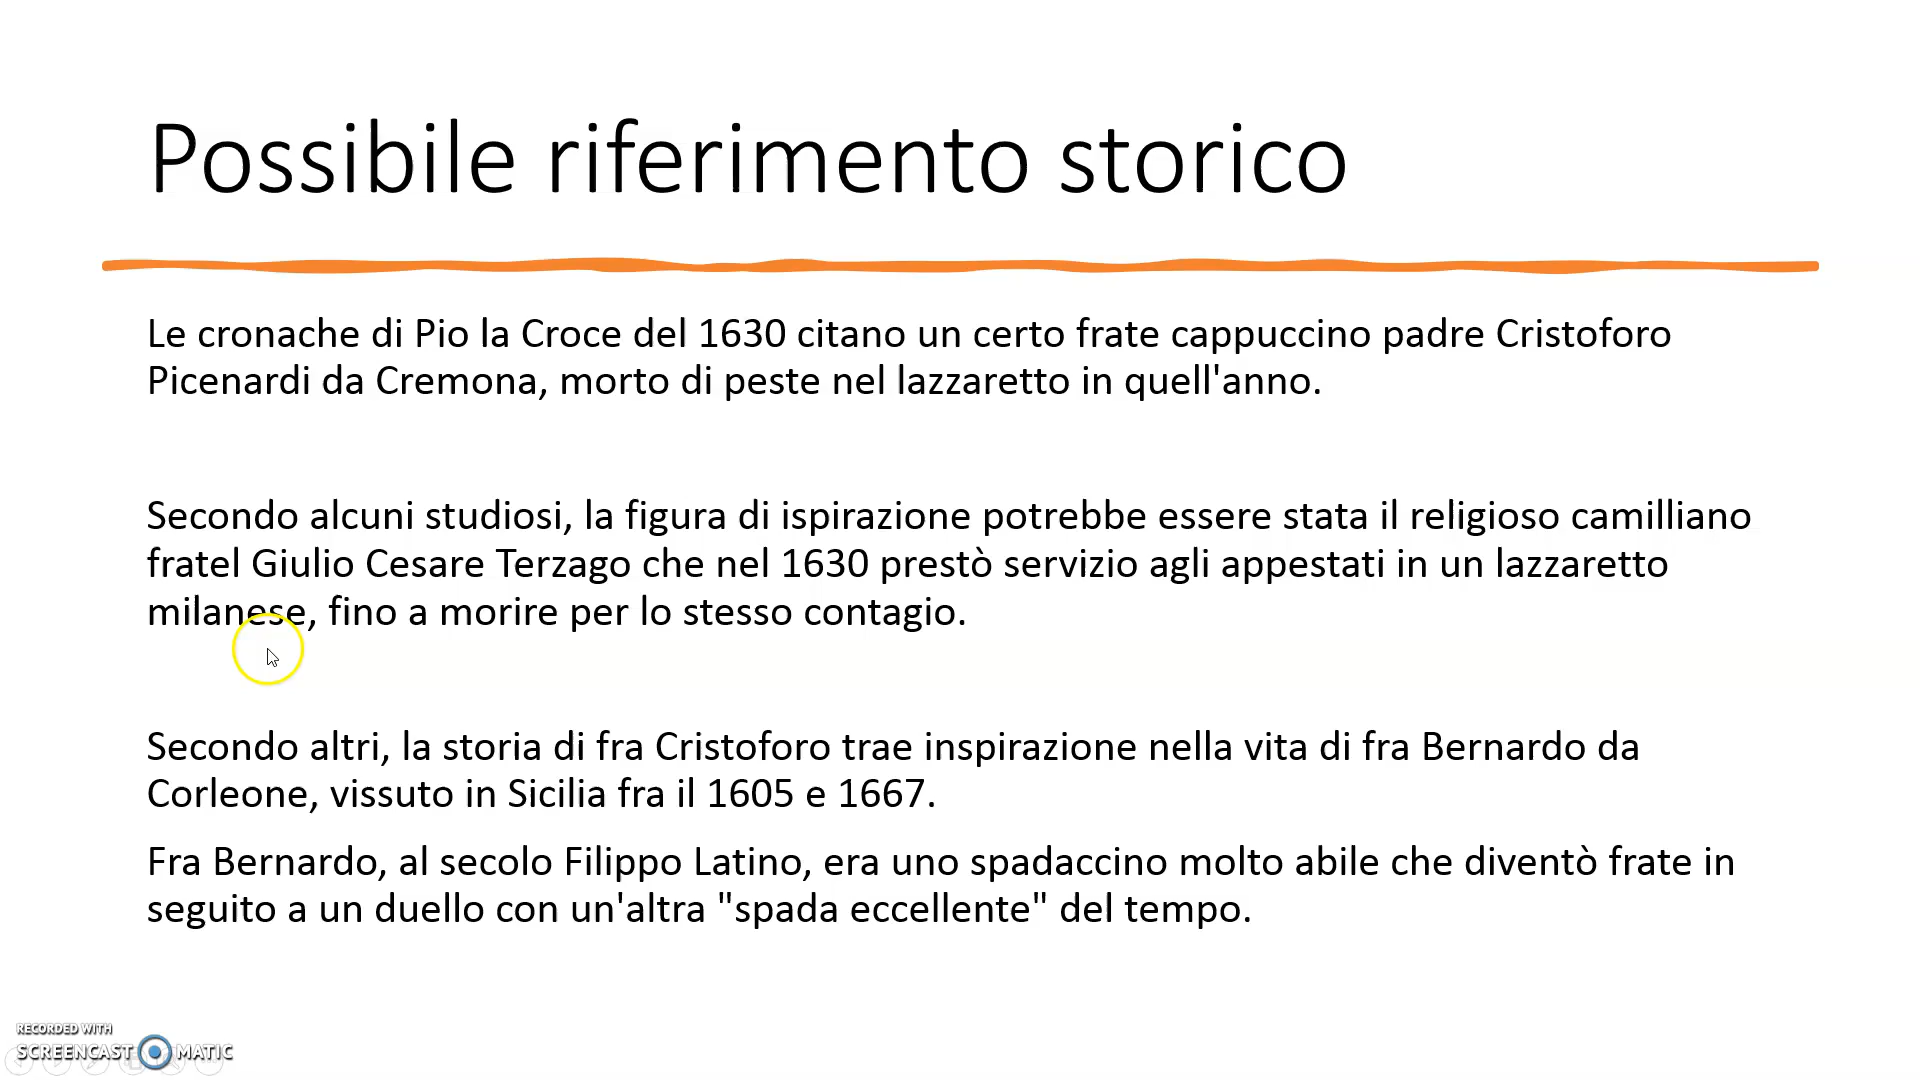 Possibile riferimento storico
Le cronache di Pio la Croce del 1630 citano un certo frate cappuccino padre Cristoforo
Picenardi da Cremona, morto di peste nel lazzaretto in quell'anno.
Secondo alcuni studiosi, la figura di ispirazione potrebbe essere stata il religioso camilliano
fratel Giulio Cesare Terzago che nel 1630 prestò servizio agli appestati in un lazzaretto
milanese, fino a morire per lo stesso contagio.
Secondo altri, la storia di fra Cristoforo trae inspirazione nella vita di fra Bernardo da
Corleone, vissuto in Sicilia fra il 1605 e 1667.
Fra Bernardo, al secolo Filippo Latino, era uno spadaccino molto abile che diventò frate in
seguito a un duello con un'altra "spada eccellente" del tempo.
RECORDED WITH
SCREENCAST MATIC